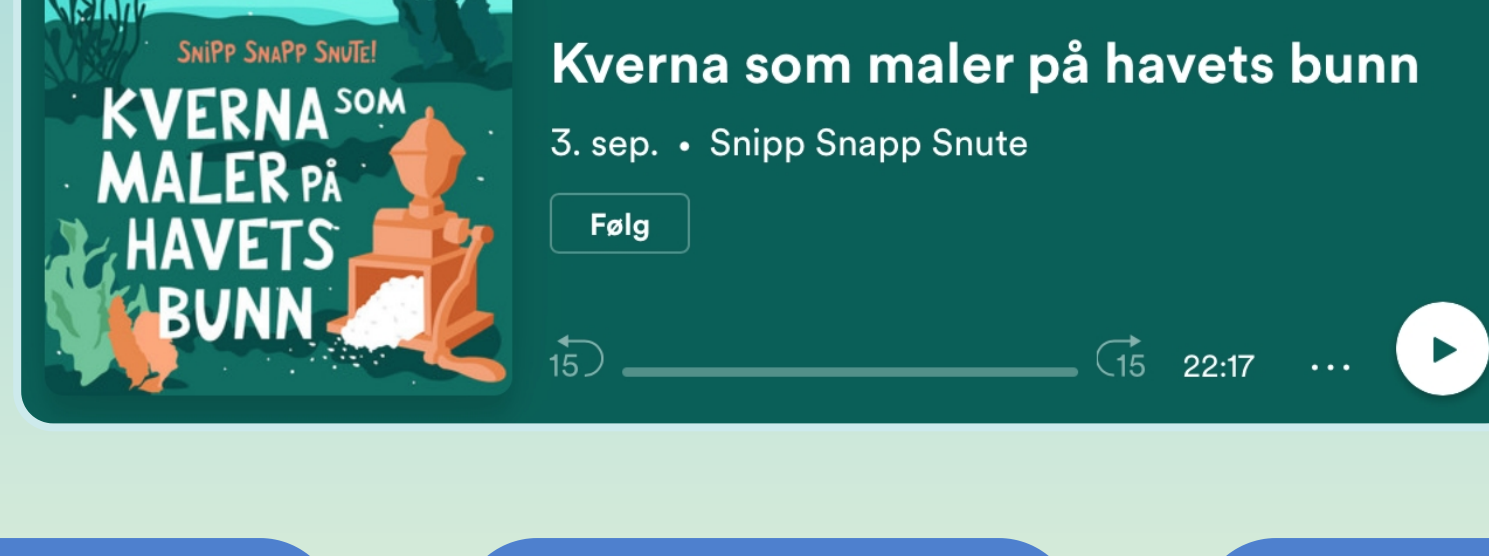 SNIPP SNAPP SNUTE!
KVERNA SOM
MALER PÅ
HAVETS
BUNN
Kverna som maler på havets bunn
3. sep. • Snipp Snapp Snute
Følg
15 15 22:17 ...